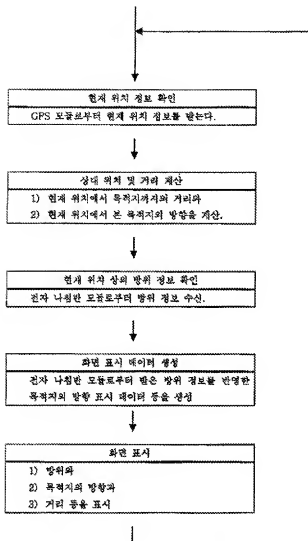 현재 위치 정보 확인
GPS 모듈로부터 현재 위치 정보를 받는다.
상대 위치 및 거리 계산
1) 현재 위치에서 목적지까지의 거리와
2) 현재 위치에서 본 목적지의 방향을 계산.
현재 위치 상의 방위 정보 확인
전자 나침반 모듈로부터 방위 정보 수신.
화면 표시 데이터 생성
전자 나침반 모듈로부터 받은 방위 정보를 반영한
목적지의 방향 표시 데이터 등을 생성
화면 표시
1) 방위와
2) 목적지의 방향과
3) 거리 등을 표시